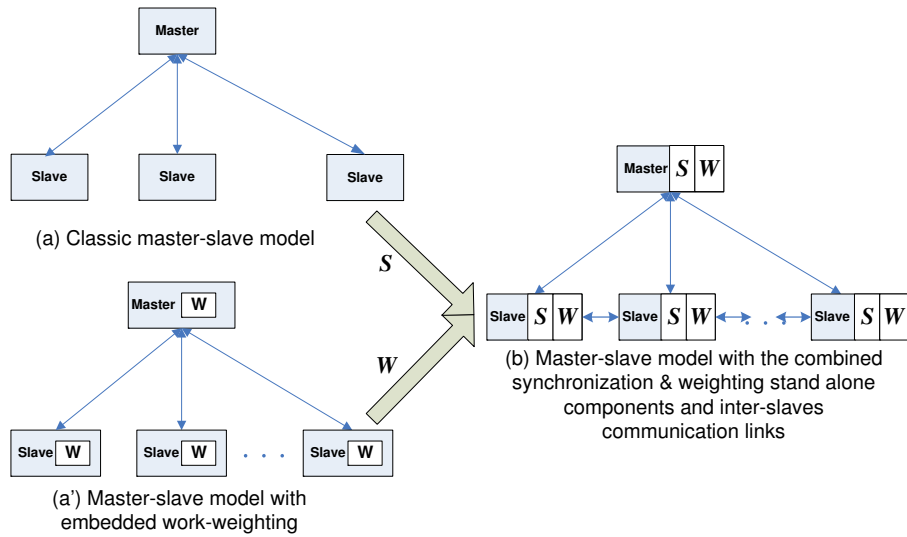 Master
Slave
Slave
Slave
(a) Classic master-slave model
S
Master W
W
Slave W
Slave W
. . .
Slave W
(a') Master-slave model with
embedded work-weighting
Master S W
Slave S W
Slave S W
. . .
Slave S W
(b) Master-slave model with the combined
synchronization & weighting stand alone
components and inter-slaves
communication links